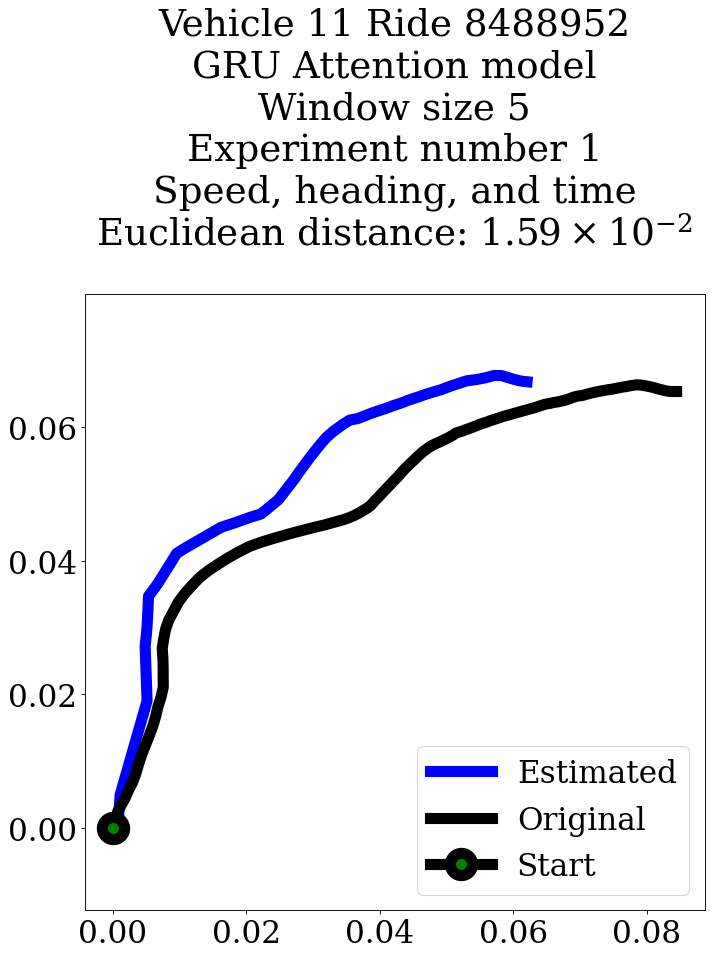 Vehicle 11 Ride 8488952
GRU Attention model
Window size 5
Experiment number 1
Speed, heading, and time
Euclidean distance: 1.59 × 10⁻²
0.06
0.04
0.02
0.00
Estimated
Original
Start
0.00 0.02 0.04 0.06 0.08